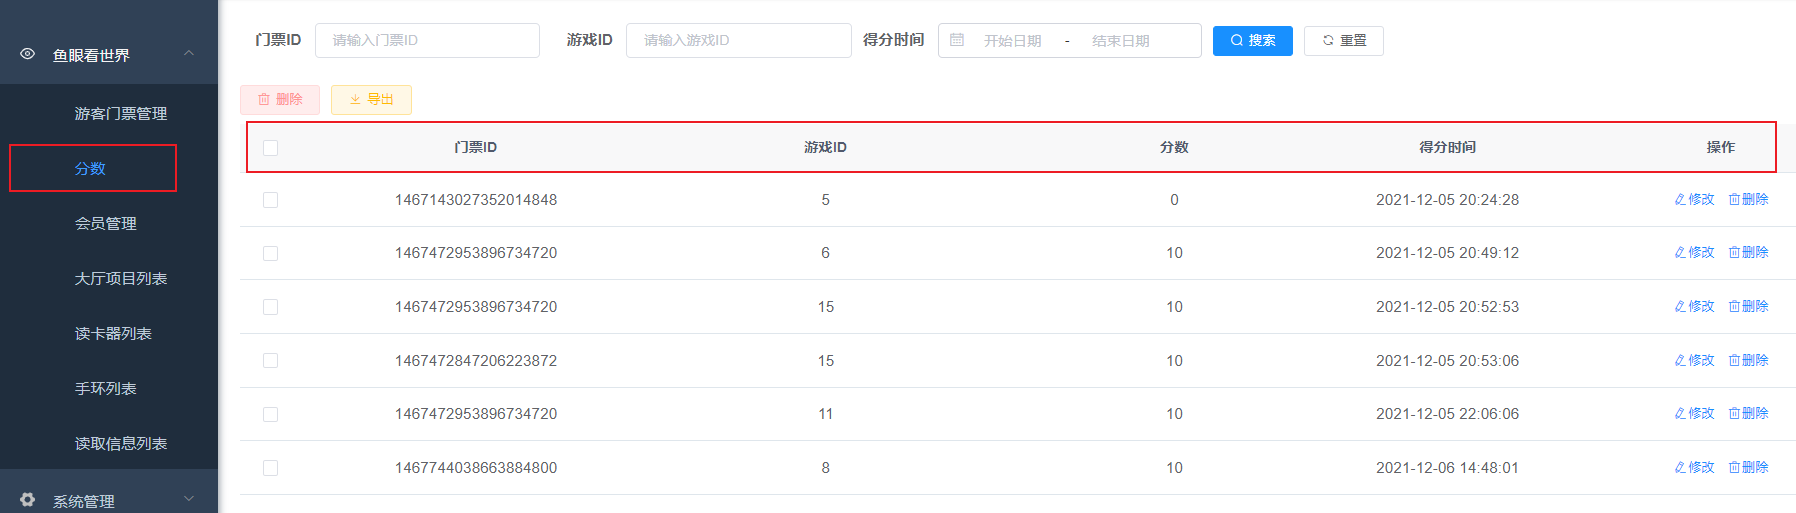 鱼眼看世界
游客门票管理
分数
会员管理
大厅项目列表
读卡器列表
手环列表
读取信息列表
系统管理
门票ID 请输入门票ID 游戏ID 请输入游戏ID 得分时间 开始日期 - 结束日期 搜索 重置
删除 导出
门票ID 游戏ID 分数 得分时间 操作
1467143027352014848 5 0 2021-12-05 20:24:28 修改 删除
1467472953896734720 6 10 2021-12-05 20:49:12 修改 删除
1467472953896734720 15 10 2021-12-05 20:52:53 修改 删除
1467472847206223872 15 10 2021-12-05 20:53:06 修改 删除
1467472953896734720 11 10 2021-12-05 22:06:06 修改 删除
1467744038663884800 8 10 2021-12-06 14:48:01 修改 删除